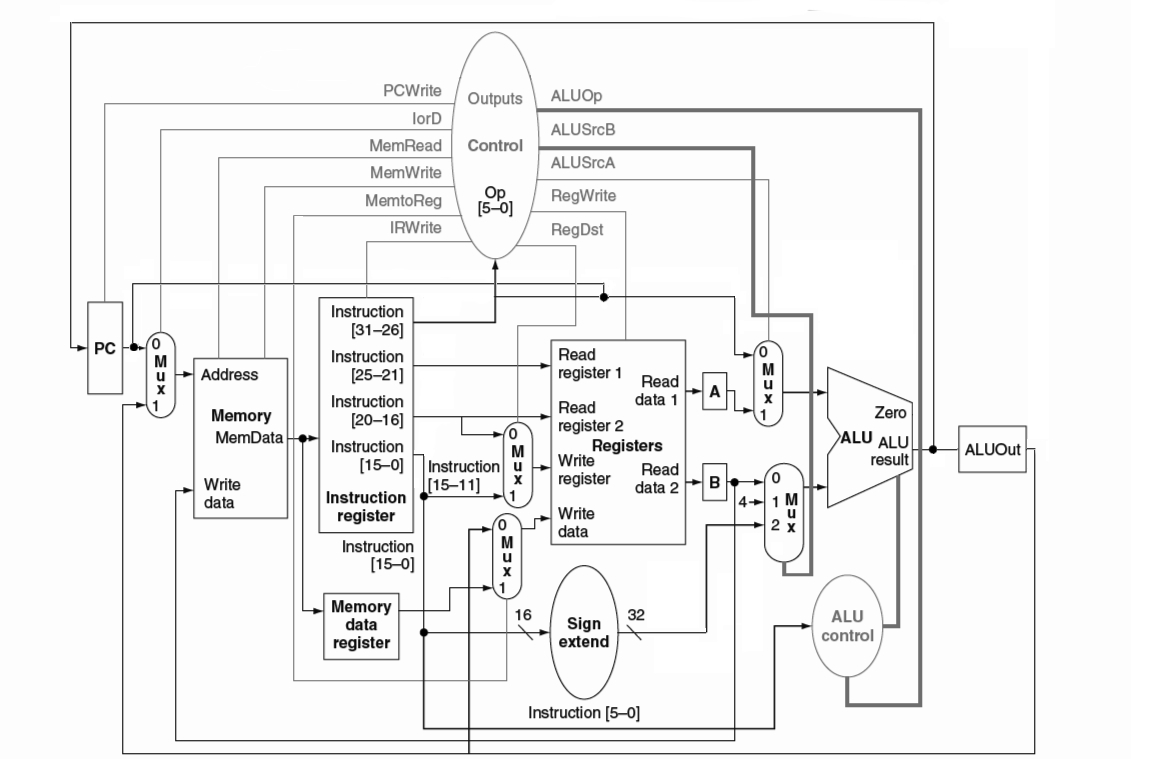 PCWrite
IorD
MemRead
MemWrite
MemtoReg
IRWrite
Outputs
Control
Op
[5–0]
ALUOp
ALUSrcB
ALUSrcA
RegWrite
RegDst
PC
0
M
u
x
1
Address
Memory
MemData
Write
data
Instruction
[31–26]
Instruction
[25–21]
Instruction
[20–16]
Instruction
[15–0]
Instruction
register
Instruction
[15–11]
Instruction
[15–0]
Memory
data
register
0
M
u
x
1
0
M
u
x
1
Read
register 1
Read
register 2
Registers
Write
register
Write
data
Read
data 1
Read
data 2
16
Sign
extend
32
Instruction [5–0]
A
B
4
0
M
u
x
1
0
1
2
M
u
x
Zero
ALU
ALU
result
ALUOut
ALU
control